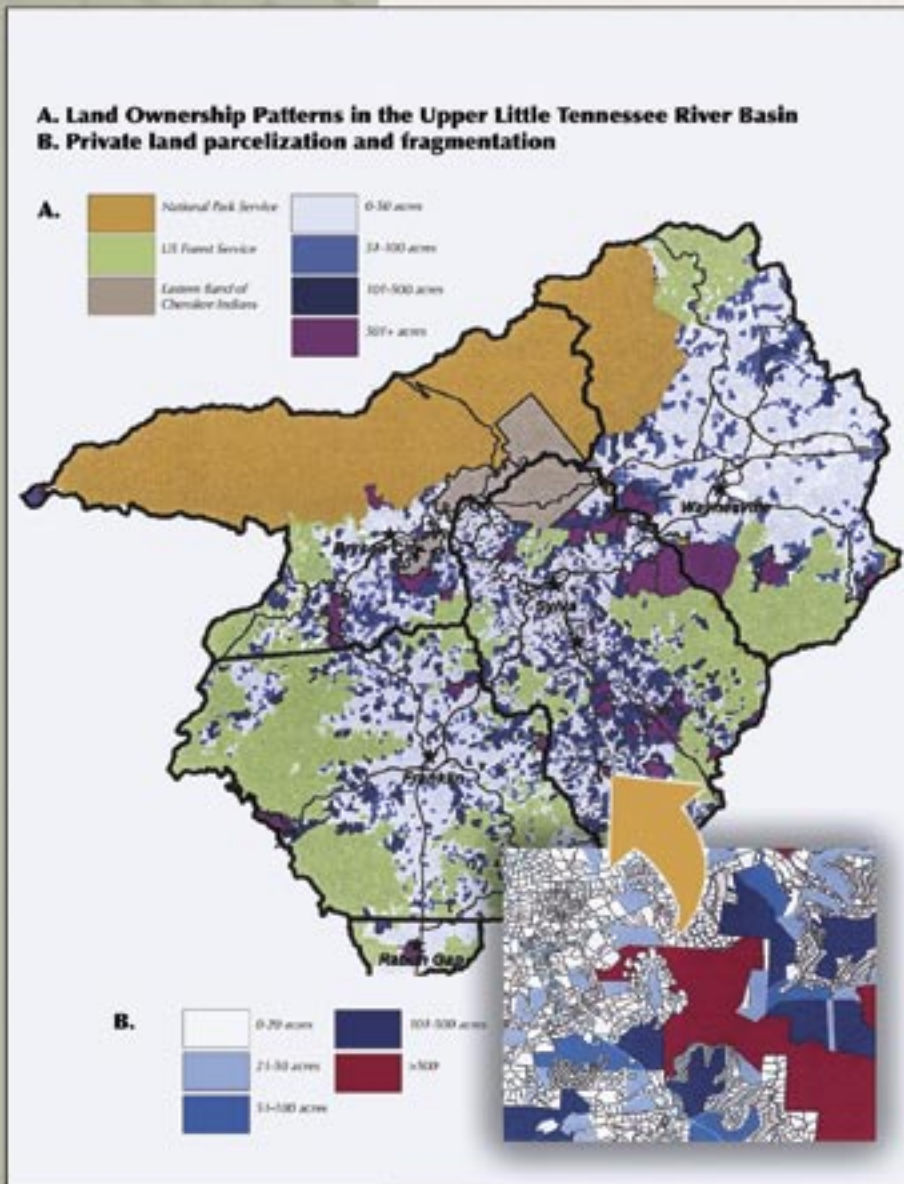 A. Land Ownership Patterns in the Upper Little Tennessee River Basin
B. Private land parcelization and fragmentation
A.
National Park Service
US Forest Service
Eastern Band of
Cherokee Indians
0-50 acres
51-100 acres
101-500 acres
501+ acres
Waynesville
Bryson
Sylva
Franklin
Rabun Gap
B.
0-20 acres
21-50 acres
51-100 acres
101-500 acres
>500